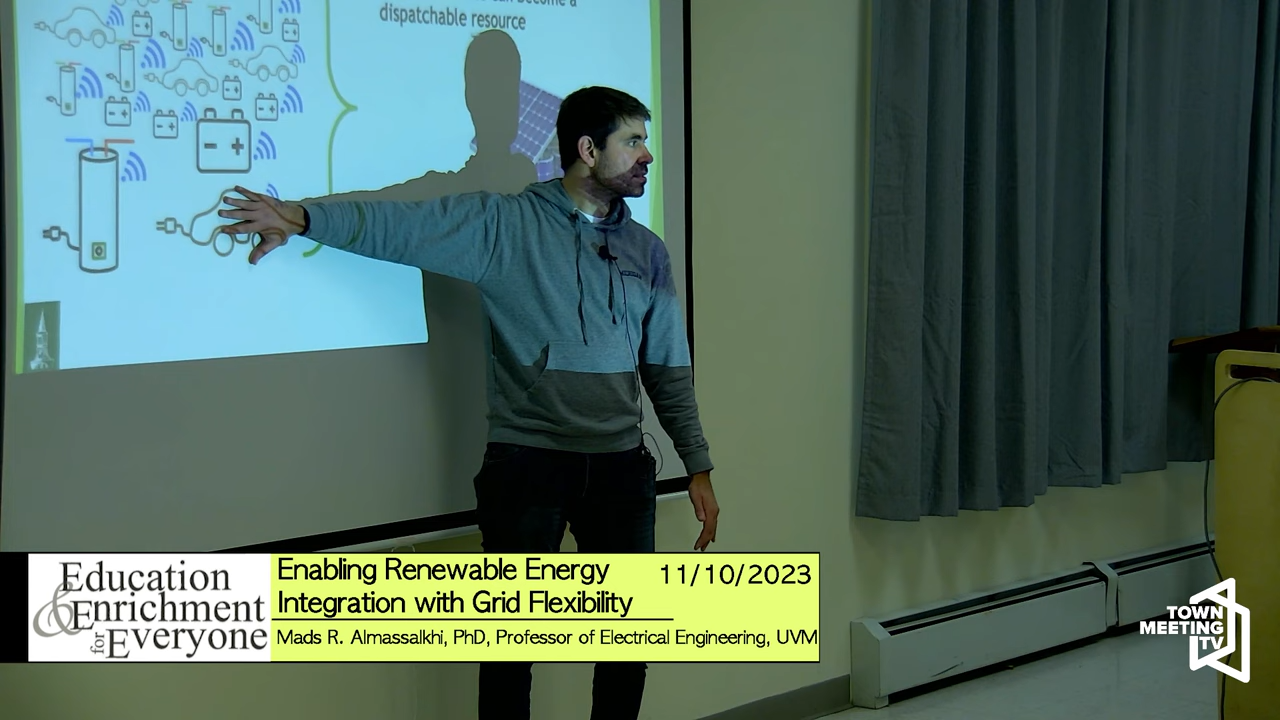 become a
dispatchable resource
Education
& Enrichment
for Everyone
Enabling Renewable Energy
Integration with Grid Flexibility
11/10/2023
Mads R. Almassalkhi, PhD, Professor of Electrical Engineering, UVM
TOWN
MEETING
TV